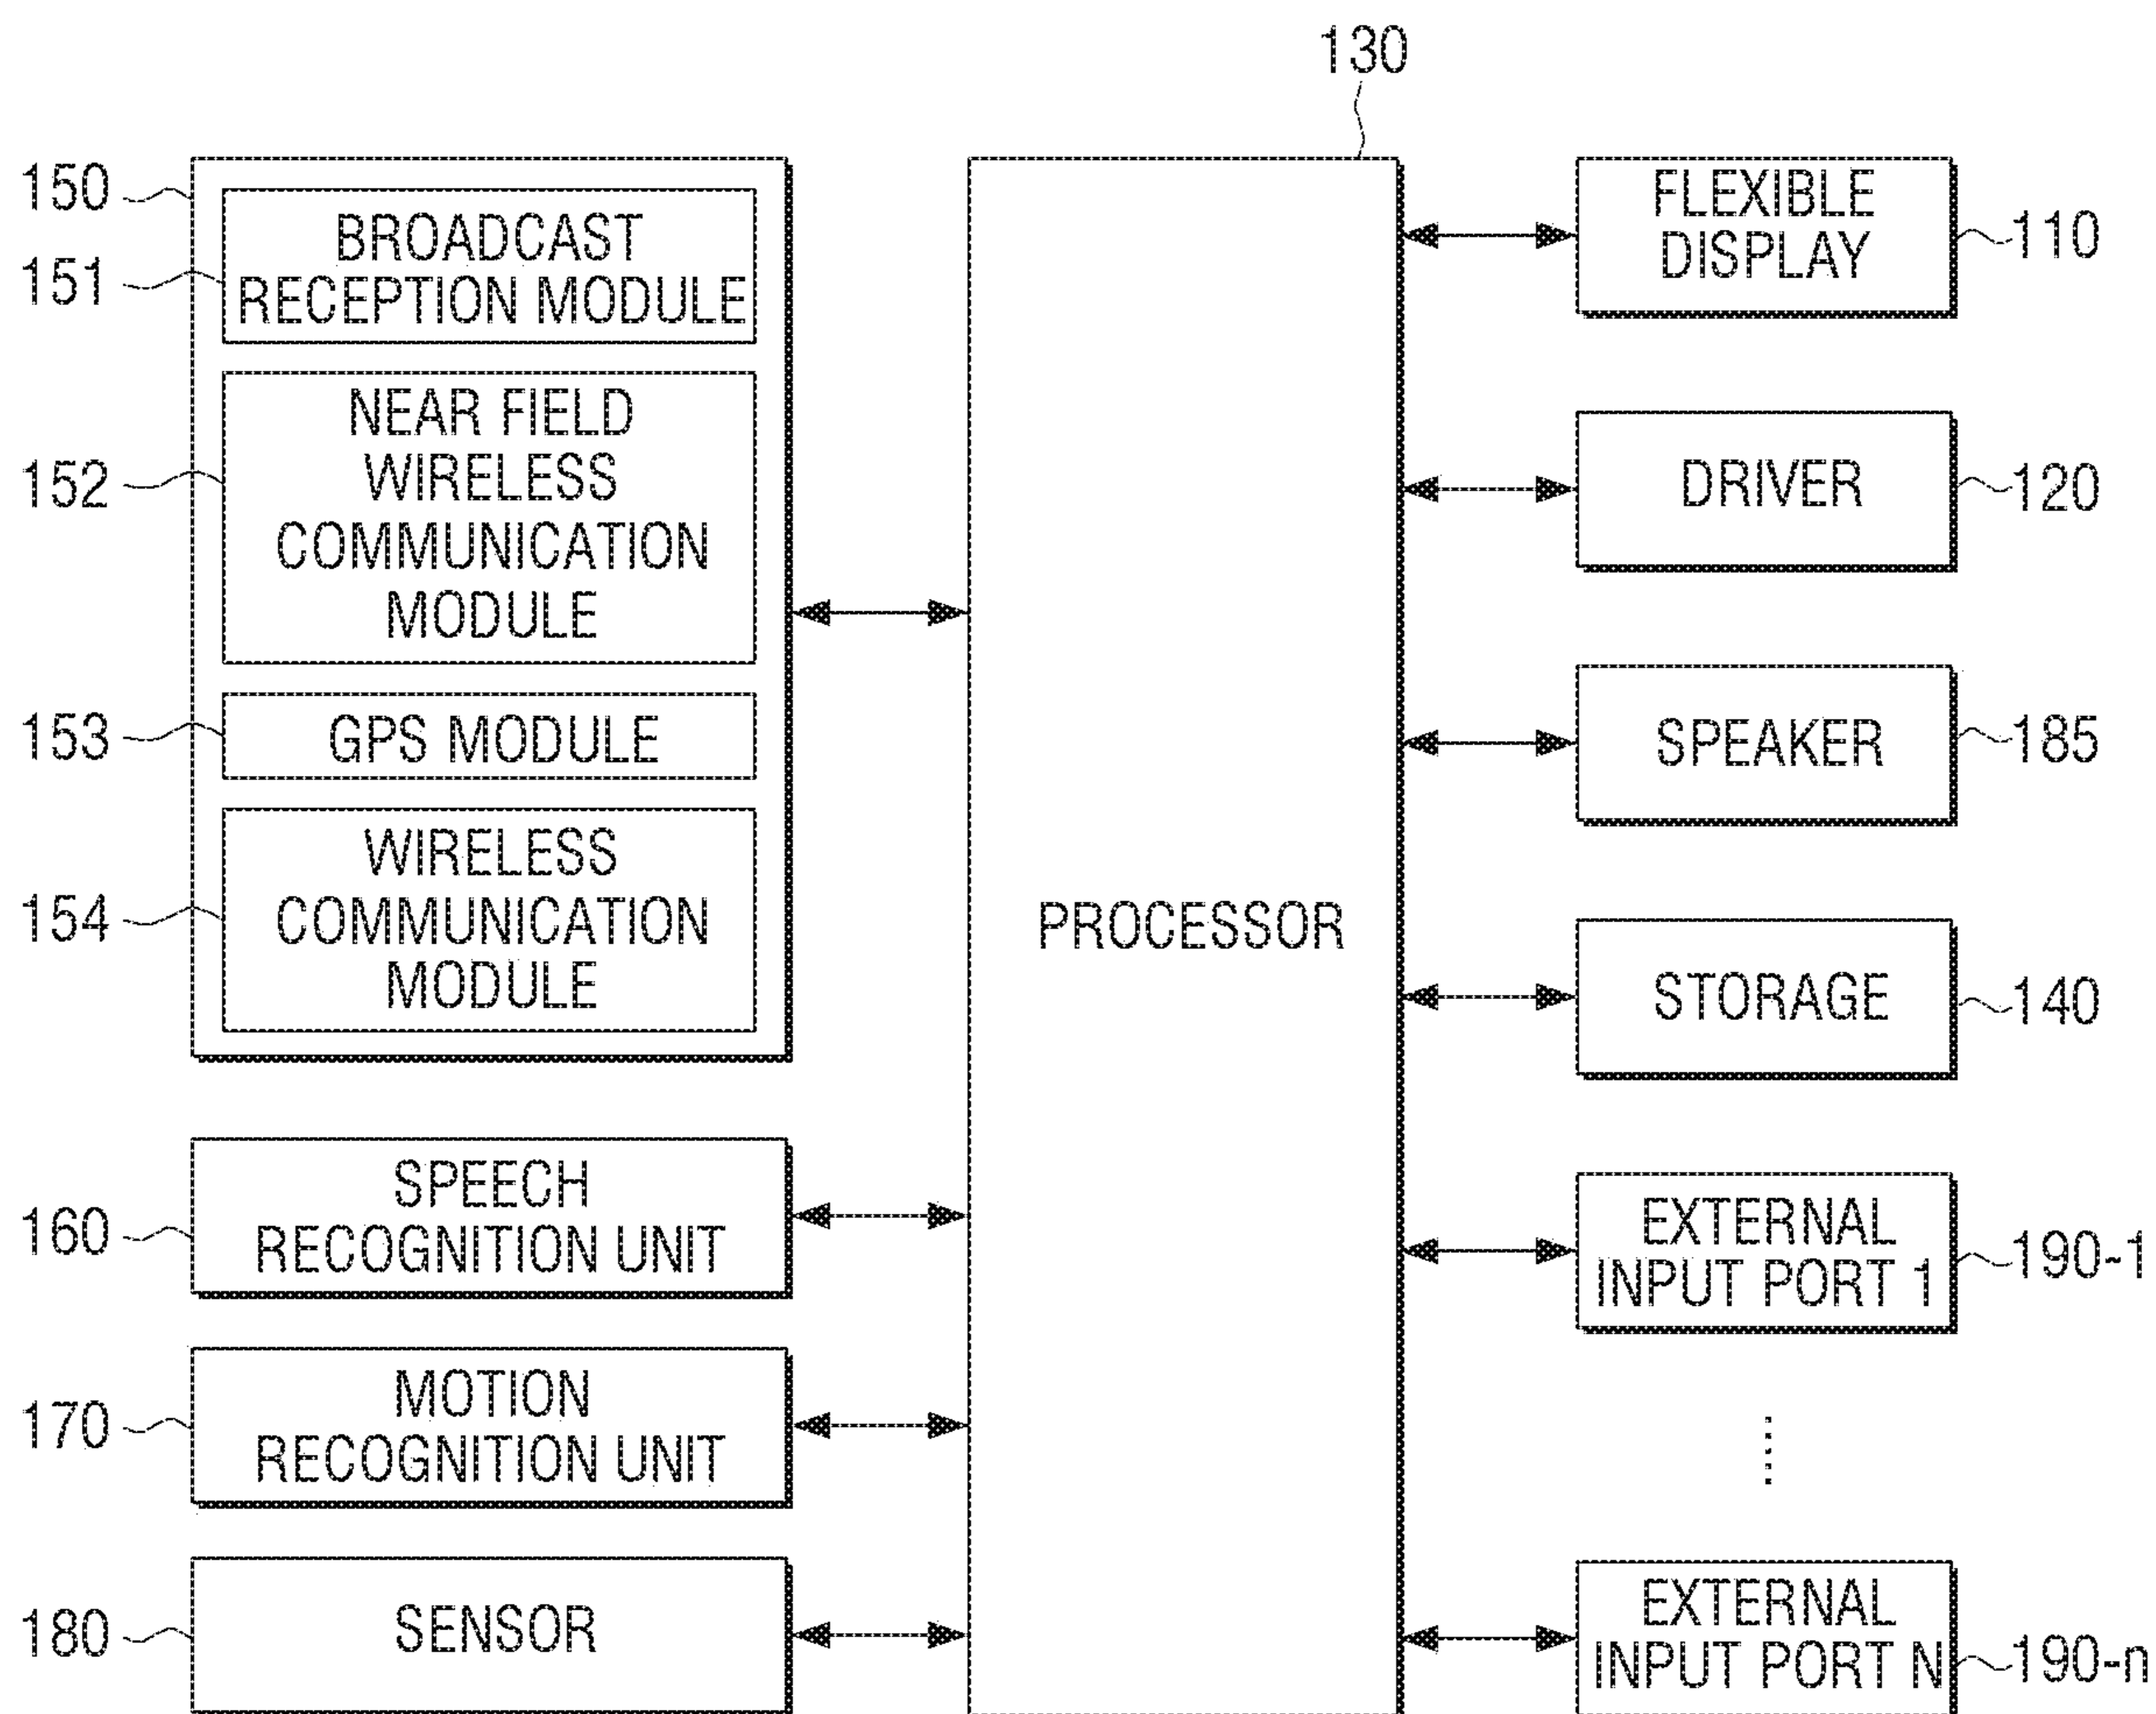 130
150
BROADCAST
RECEPTION MODULE
151
NEAR FIELD
WIRELESS
COMMUNICATION
MODULE
152
GPS MODULE
153
WIRELESS
COMMUNICATION
MODULE
154
SPEECH
RECOGNITION UNIT
160
MOTION
RECOGNITION UNIT
170
SENSOR
180
PROCESSOR
FLEXIBLE
DISPLAY
110
DRIVER
120
SPEAKER
185
STORAGE
140
EXTERNAL
INPUT PORT 1
190-1
EXTERNAL
INPUT PORT N
190-n